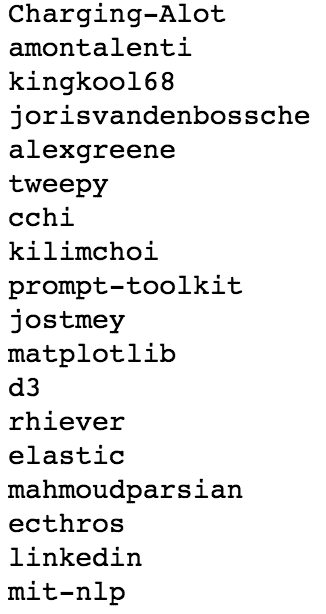 Charging-Alot
amontalenti
kingkool68
jorisvandenbossche
alexgreene
tweepy
cchi
kilimchoi
prompt-toolkit
jostmey
matplotlib
d3
rhiever
elastic
mahmoudparsian
ecthros
linkedin
mit-nlp